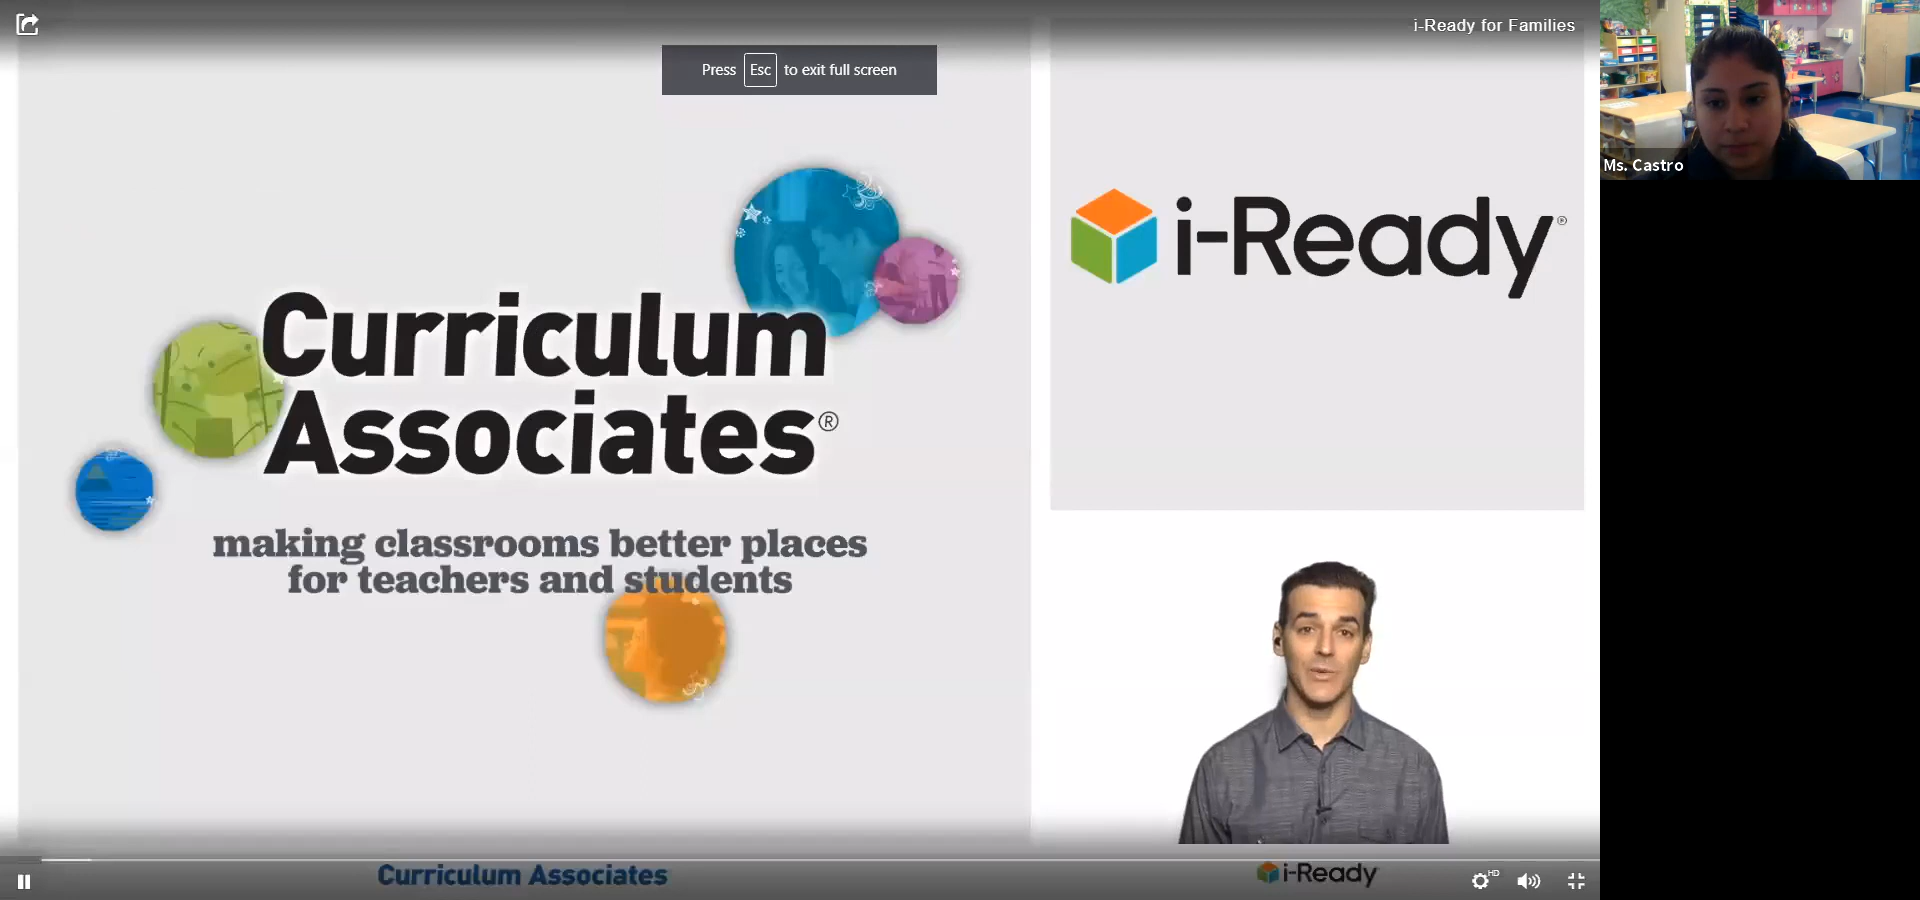 i-Ready for Families
Press Esc to exit full screen
Ms. Castro
i-Ready®
Curriculum
Associates®
making classrooms better places
for teachers and students
Curriculum Associates
i-Ready
HD